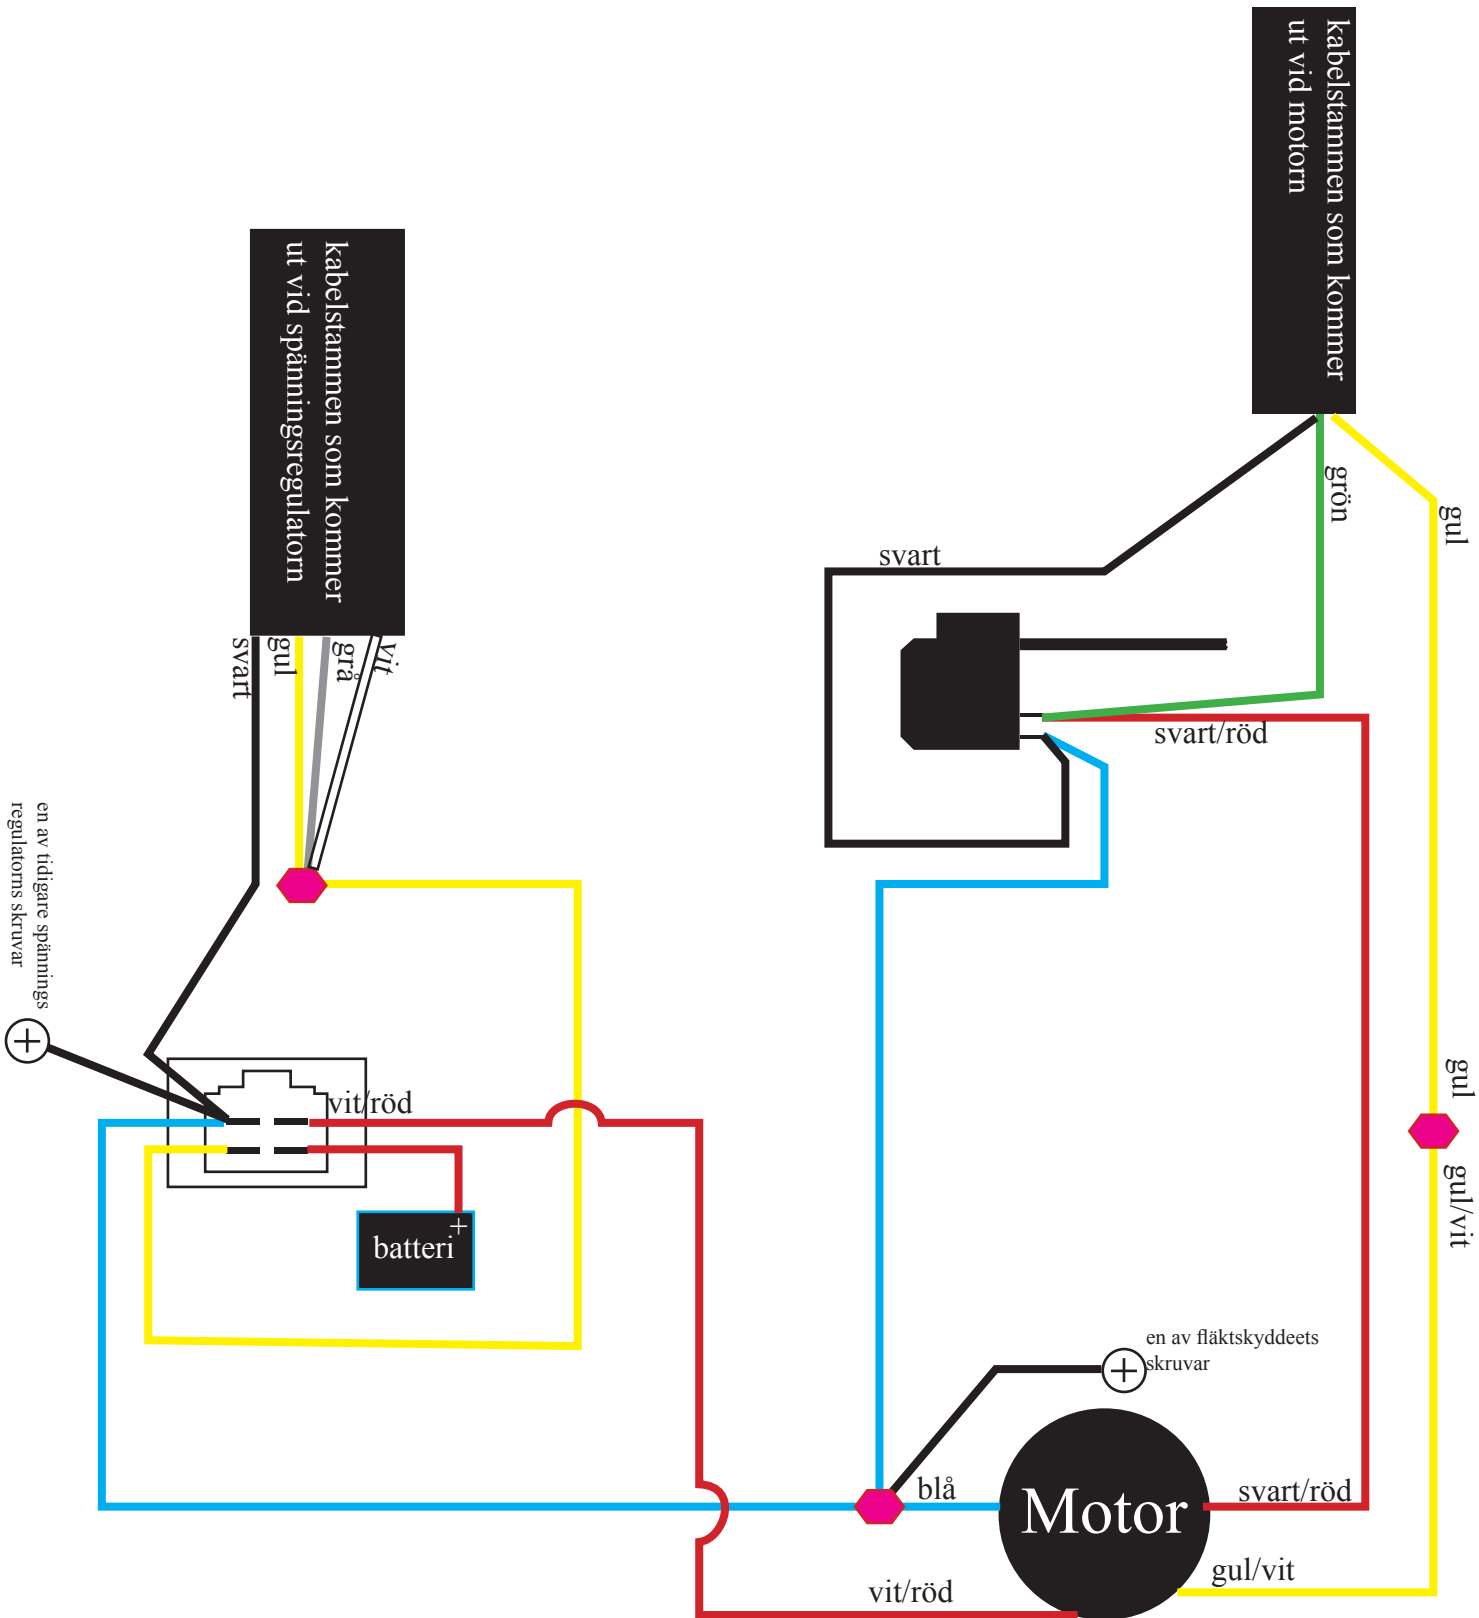 kabelstammen som kommer
ut vid motorn
kabelstammen som kommer
ut vid spänningsregulatorn
grön
gul
svart
svart
gul
grå
vit
svart/röd
en av tidigare spännings
regulatorns skruvar
vit/röd
gul
gul/vit
+
batteri
en av fläktskyddeets
skruvar
blå
Motor
svart/röd
gul/vit
vit/röd